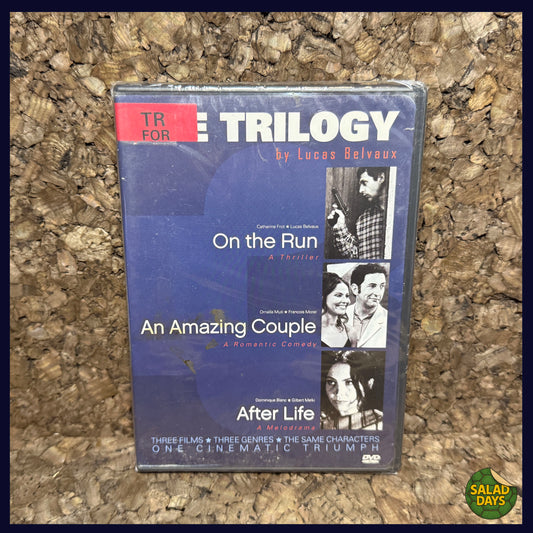 TR
FOR
E TRILOGY
by Lucas Belvaux
Catherine Frot ★ Lucas Belvaux
On the Run
A Thriller
Ornella Muti ★ François Morel
An Amazing Couple
A Romantic Comedy
Dominique Blanc ★ Gilbert Melki
After Life
A Melodrama
THREE FILMS ★ THREE GENRES ★ THE SAME CHARACTERS
ONE CINEMATIC TRIUMPH
DVD
SALAD
DAYS